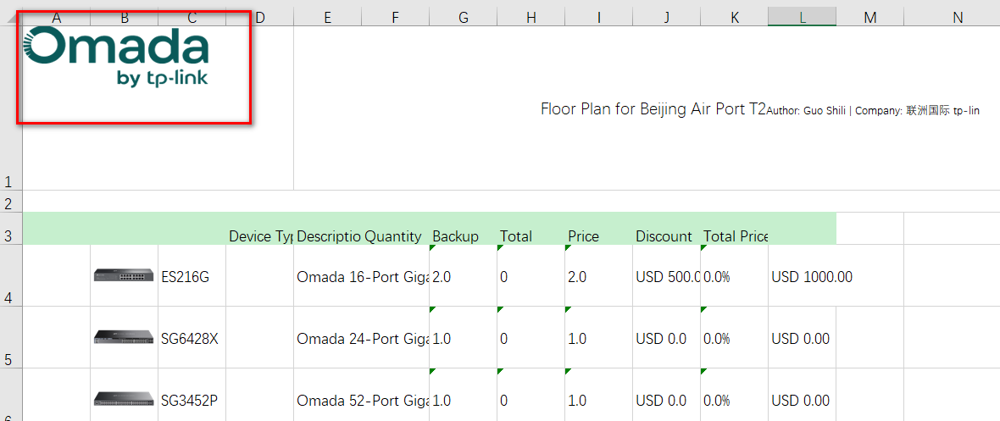 A B C D E F G H I J K L M N
Omada
by tp-link
Floor Plan for Beijing Air Port T2Author: Guo Shili | Company: 联洲国际 tp-lin
1
2
3 Device Typ Descriptio Quantity Backup Total Price Discount Total Price
4 ES216G Omada 16-Port Giga 2.0 0 2.0 USD 500.0 0.0% USD 1000.00
5 SG6428X Omada 24-Port Giga 1.0 0 1.0 USD 0.0 0.0% USD 0.00
6 SG3452P Omada 52-Port Giga 1.0 0 1.0 USD 0.0 0.0% USD 0.00